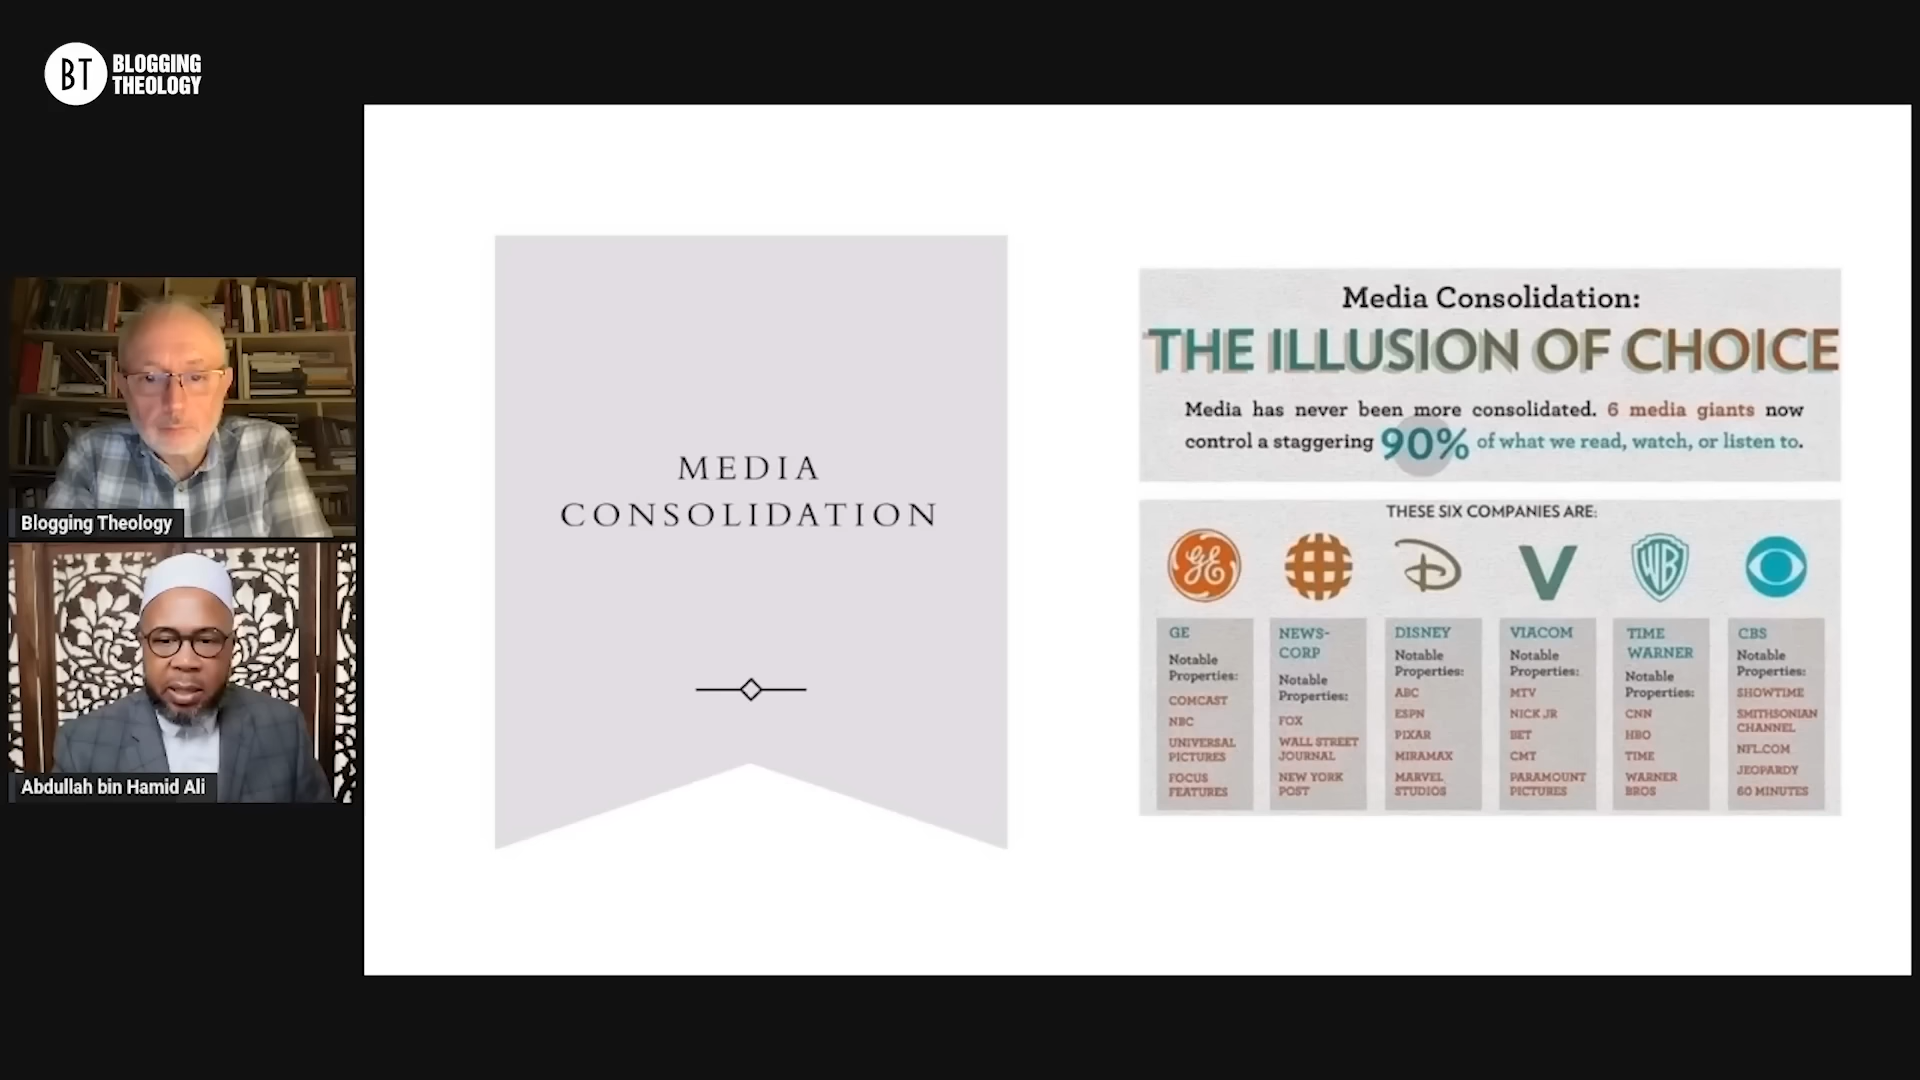 BT
BLOGGING
THEOLOGY
Blogging Theology
Abdullah bin Hamid Ali
MEDIA
CONSOLIDATION
Media Consolidation:
THE ILLUSION OF CHOICE
Media has never been more consolidated. 6 media giants now
control a staggering 90% of what we read, watch, or listen to.
THESE SIX COMPANIES ARE:
GE
Notable
Properties:
COMCAST
NBC
UNIVERSAL
PICTURES
FOCUS
FEATURES
NEWS-
CORP
Notable
Properties:
FOX
WALL STREET
JOURNAL
NEW YORK
POST
D
DISNEY
Notable
Properties:
ABC
ESPN
PIXAR
MIRAMAX
MARVEL
STUDIOS
V
VIACOM
Notable
Properties:
MTV
NICK JR
BET
CMT
PARAMOUNT
PICTURES
WB
TIME
WARNER
Notable
Properties:
CNN
HBO
TIME
WARNER
BROS
CBS
Notable
Properties:
SHOWTIME
SMITHSONIAN
CHANNEL
NFL.COM
JEOPARDY
60 MINUTES